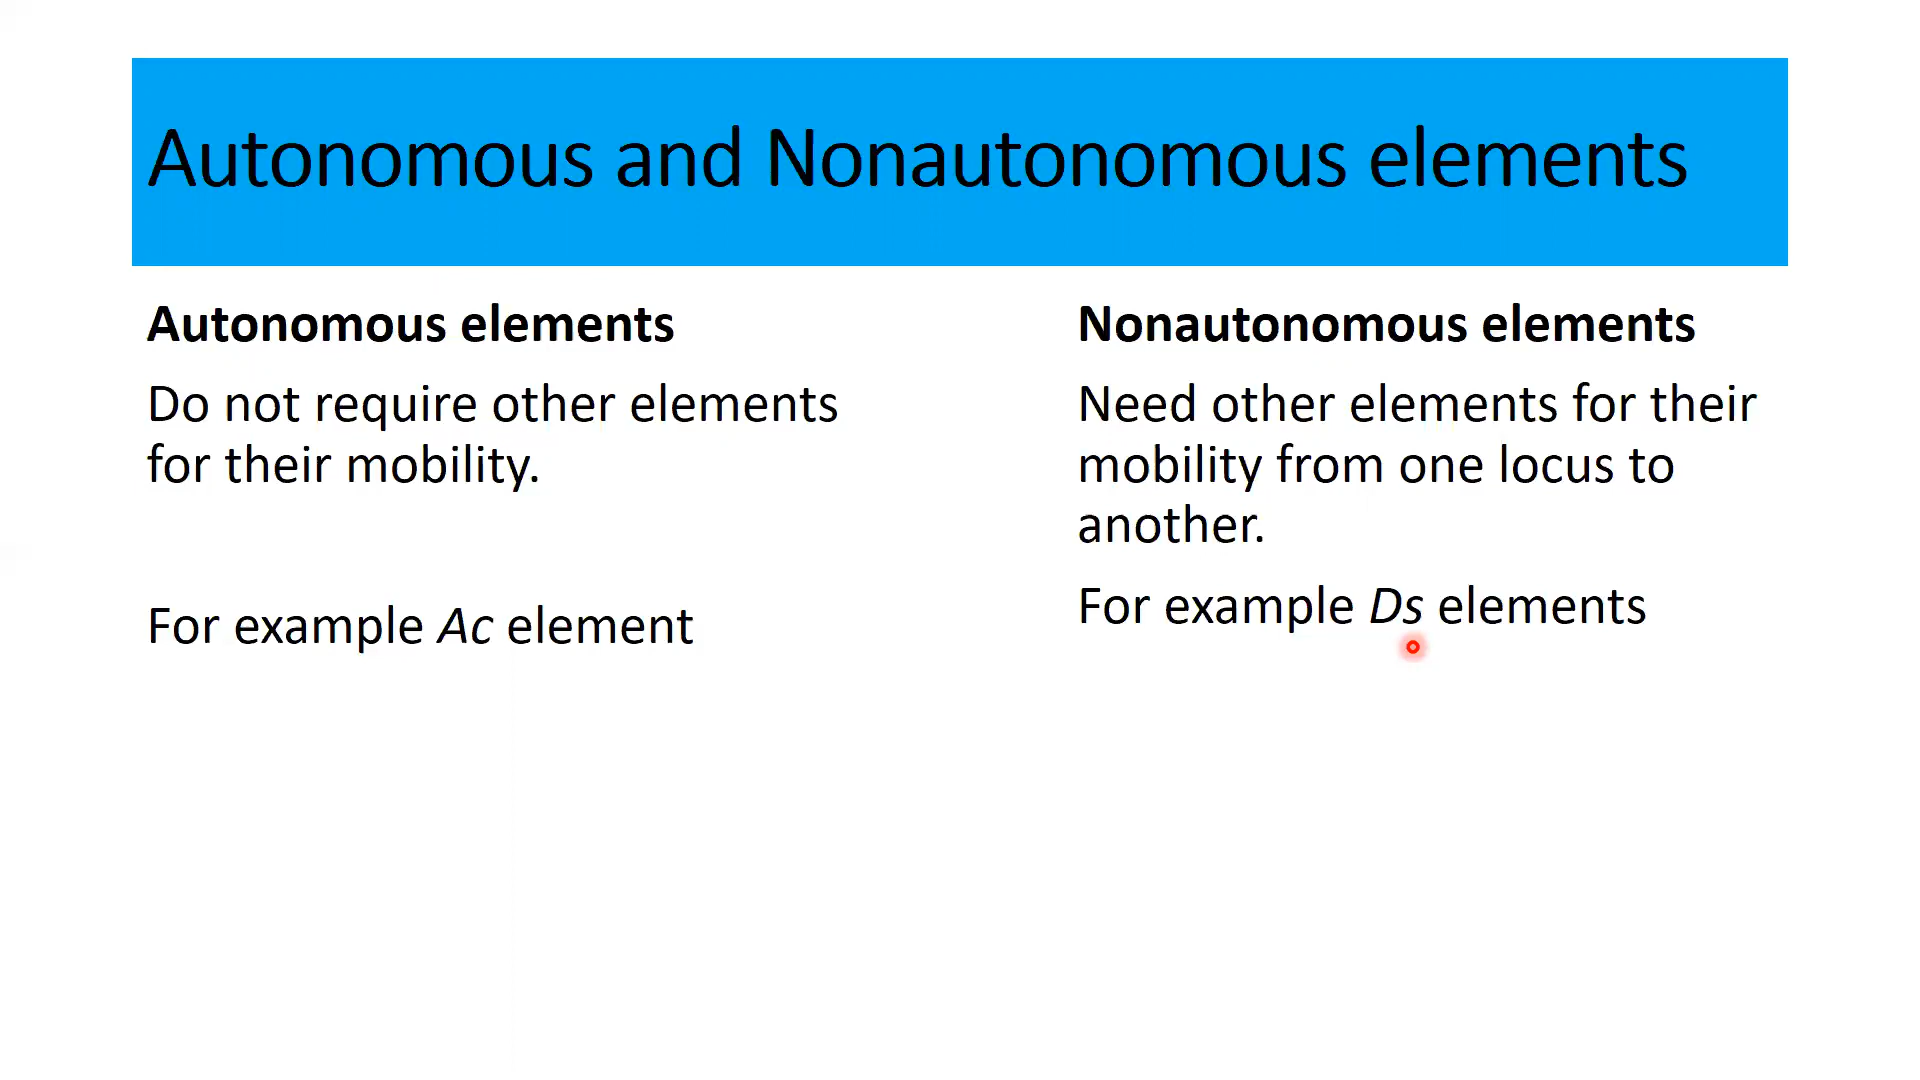 Autonomous and Nonautonomous elements
Autonomous elements
Do not require other elements
for their mobility.
For example Ac element
Nonautonomous elements
Need other elements for their
mobility from one locus to
another.
For example Ds elements